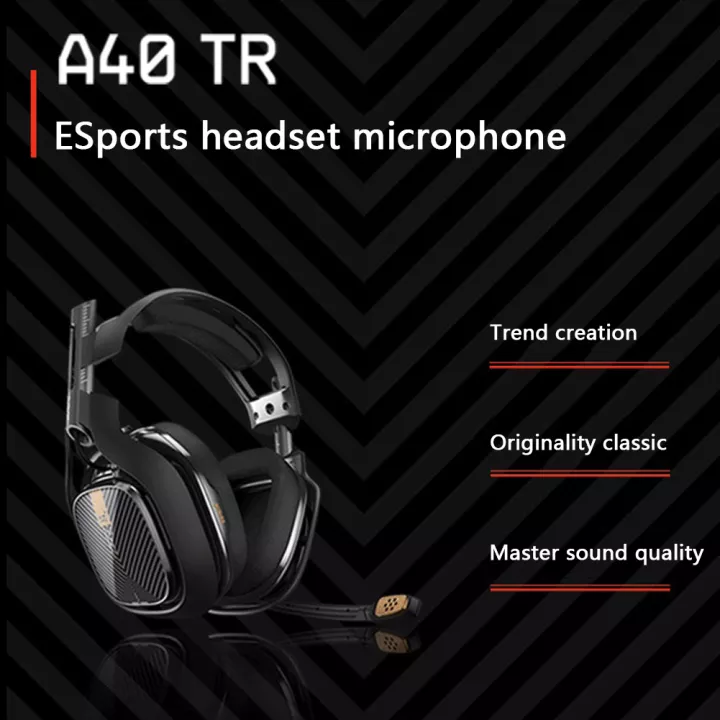 A40 TR
ESports headset microphone
Trend creation
Originality classic
Master sound quality